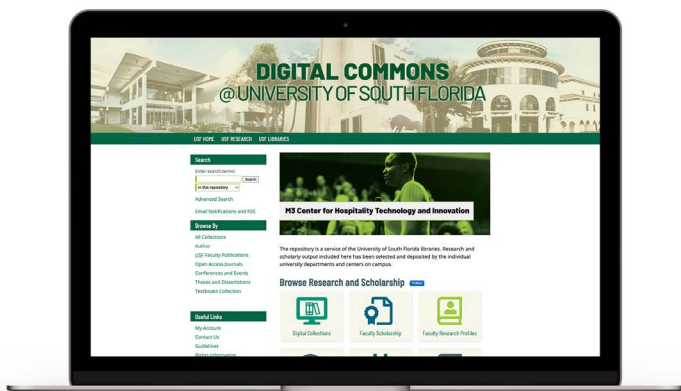 DIGITAL COMMONS
@ UNIVERSITY OF SOUTH FLORIDA
USF HOME USF RESEARCH USF LIBRARIES
Search
Enter search terms:
Search
in this repository
Advanced Search
Email Notifications and RSS
Browse By
All Collections
Author
USF Faculty Publications
Open Access Journals
Conferences and Events
Theses and Dissertations
Textbooks Collection
Useful Links
My Account
Contact Us
Guidelines
Rights Information
M3 Center for Hospitality Technology and Innovation
The repository is a service of the University of South Florida libraries. Research and
scholarly output included here has been selected and deposited by the individual
university departments and centers on campus.
Browse Research and Scholarship Follow
Digital Collections
Faculty Scholarship
Faculty Research Profiles